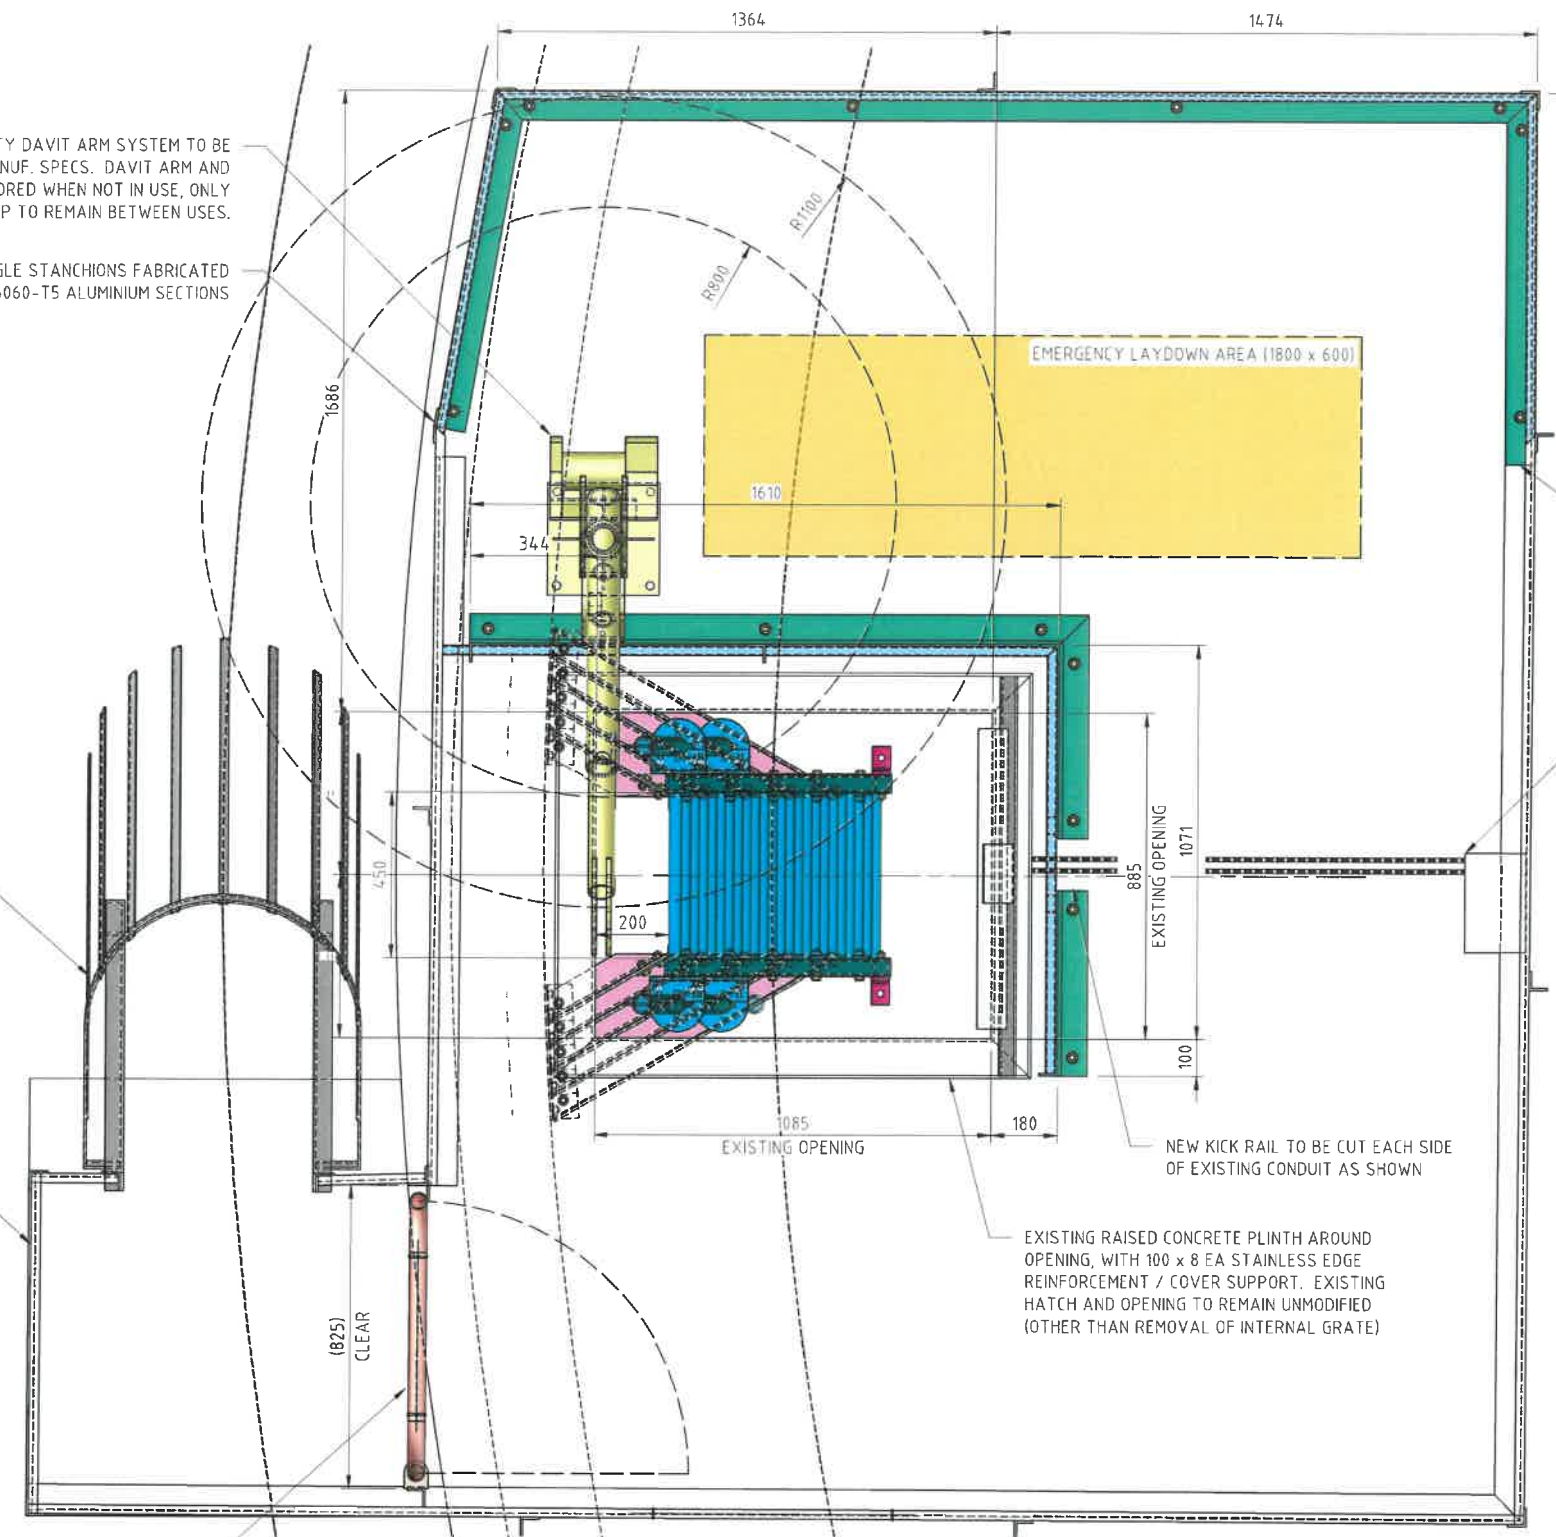 1364
1474
TY DAVIT ARM SYSTEM TO BE
NUF. SPECS. DAVIT ARM AND
ORED WHEN NOT IN USE, ONLY
P TO REMAIN BETWEEN USES.
GLE STANCHIONS FABRICATED
6060-T5 ALUMINIUM SECTIONS
R1100
R800
1686
EMERGENCY LAYDOWN AREA (1800 x 600)
1610
344
450
200
885
EXISTING OPENING
1071
100
1085
EXISTING OPENING
180
NEW KICK RAIL TO BE CUT EACH SIDE
OF EXISTING CONDUIT AS SHOWN
EXISTING RAISED CONCRETE PLINTH AROUND
OPENING, WITH 100 x 8 EA STAINLESS EDGE
REINFORCEMENT / COVER SUPPORT. EXISTING
HATCH AND OPENING TO REMAIN UNMODIFIED
(OTHER THAN REMOVAL OF INTERNAL GRATE)
(825)
CLEAR